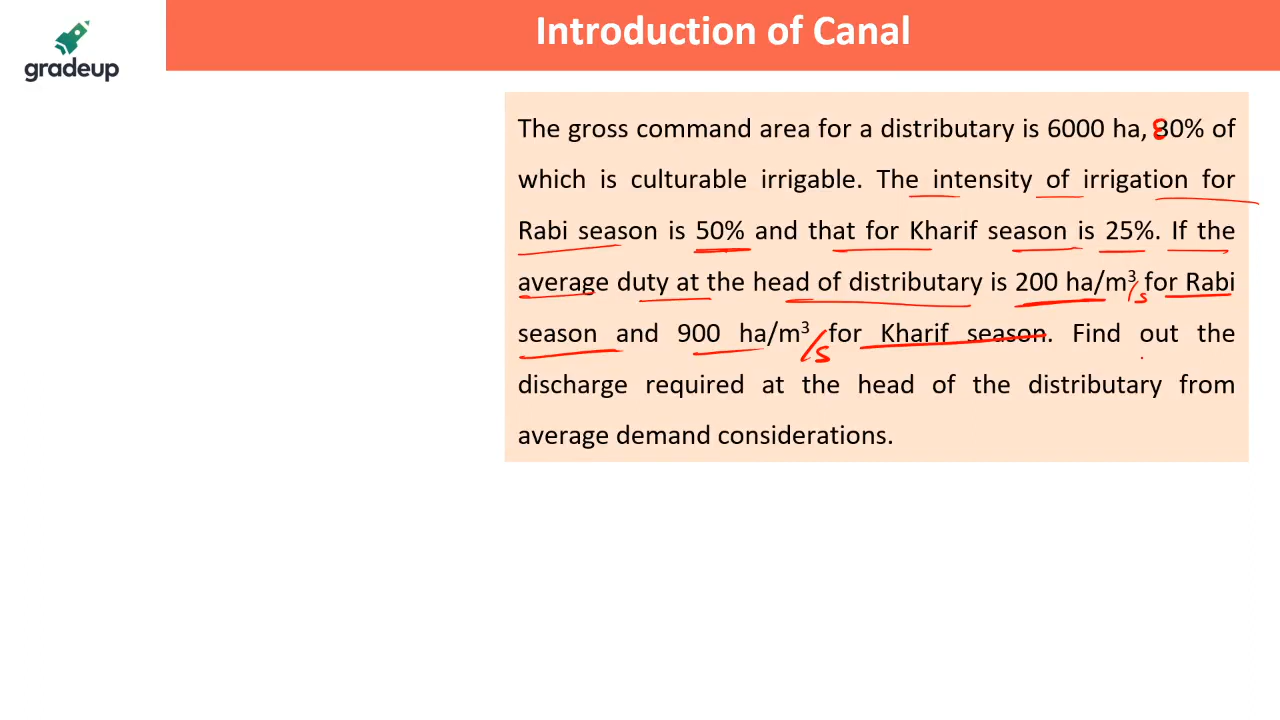 Introduction of Canal
gradeup
The gross command area for a distributary is 6000 ha, 80% of
which is culturable irrigable. The intensity of irrigation for
Rabi season is 50% and that for Kharif season is 25%. If the
average duty at the head of distributary is 200 ha/m³/s for Rabi
season and 900 ha/m³/s for Kharif season. Find out the
discharge required at the head of the distributary from
average demand considerations.